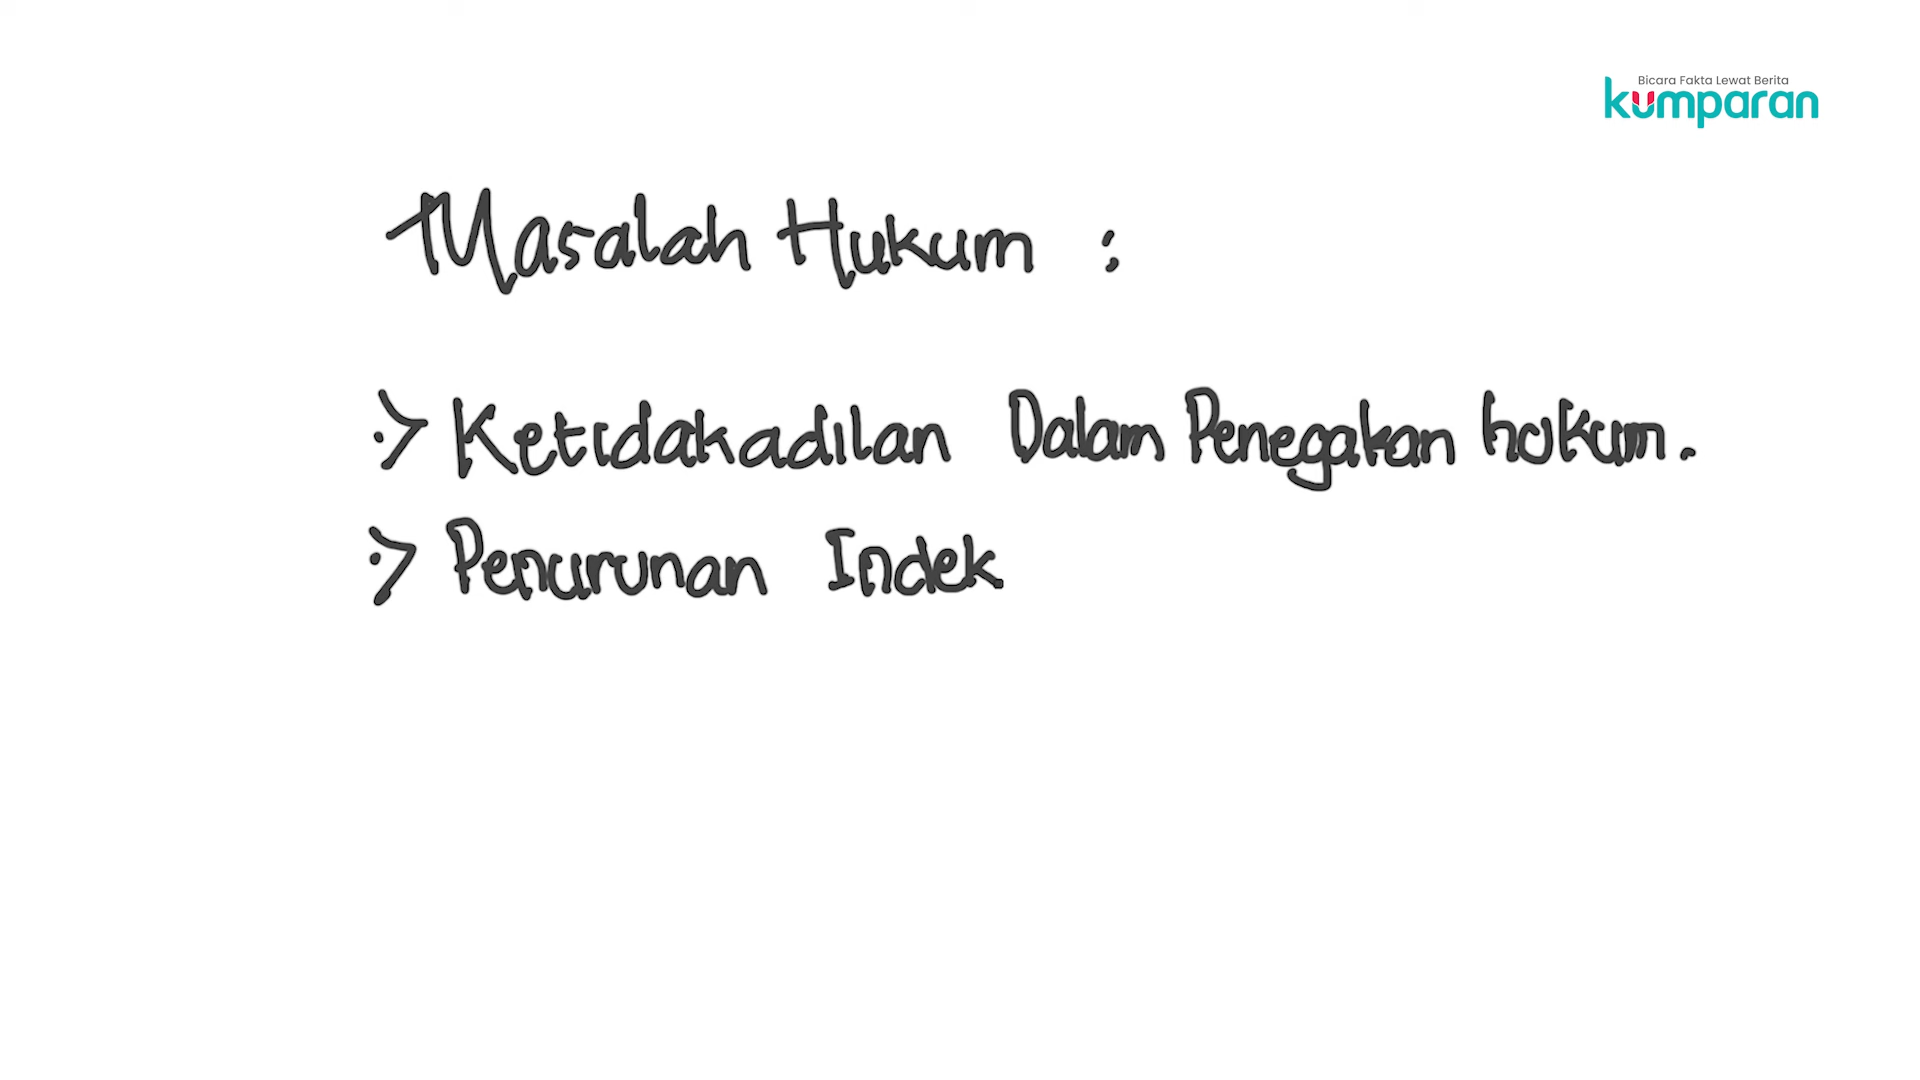 Bicara Fakta Lewat Berita
kumparan
Masalah Hukum :
:> Ketidakadilan Dalam Penegakan hukum.
:> Penurunan Indek